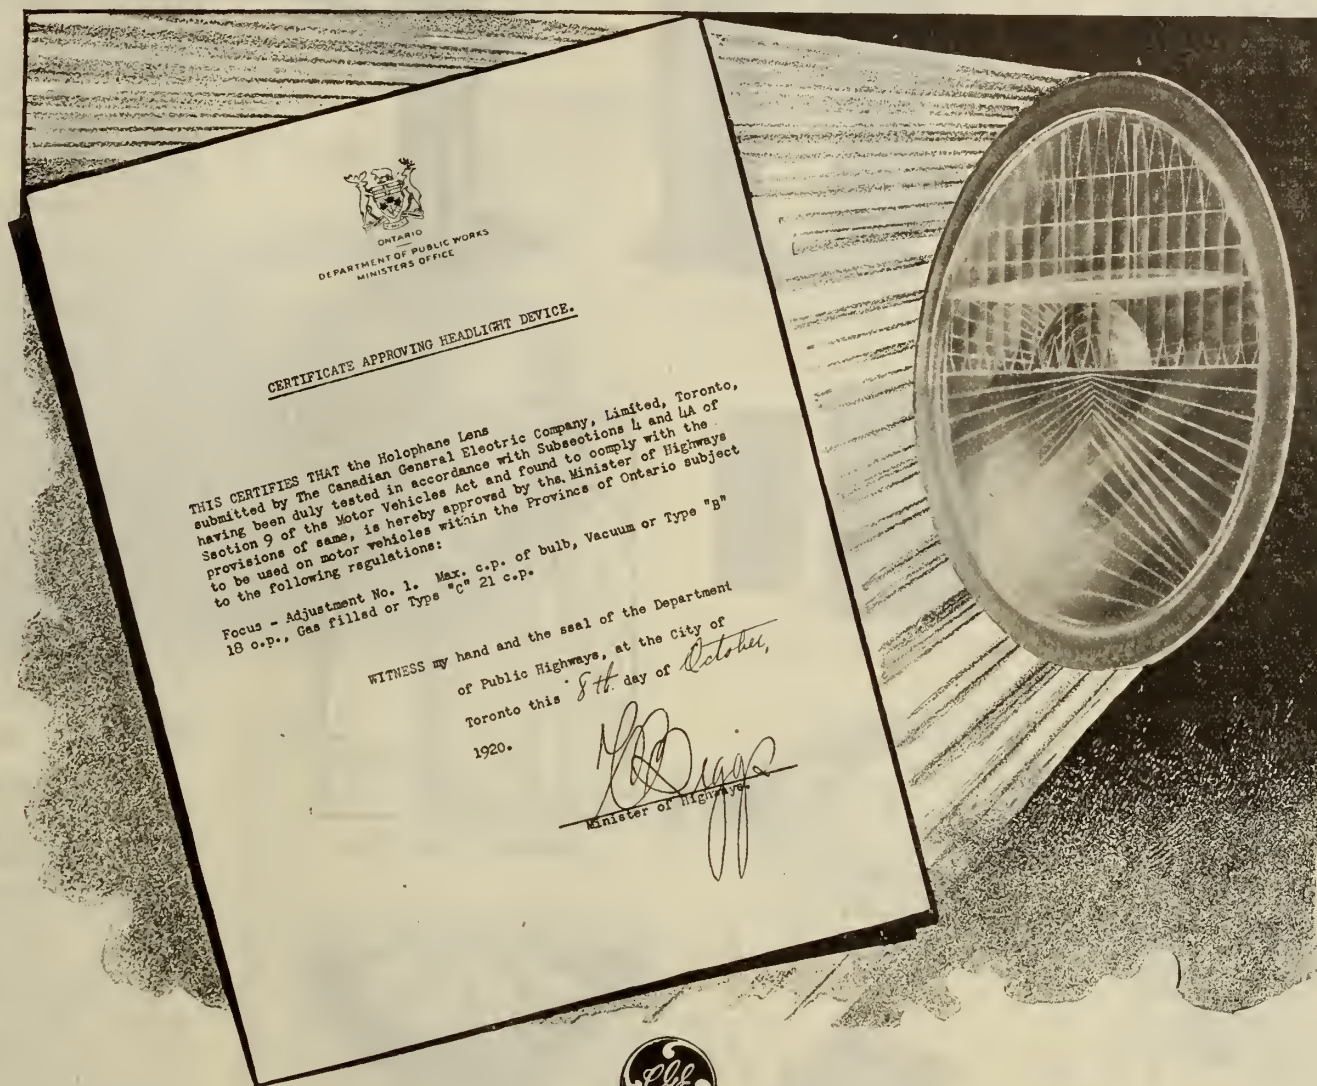 ONTARIO
DEPARTMENT OF PUBLIC WORKS
MINISTERS OFFICE
CERTIFICATE APPROVING HEADLIGHT DEVICE.
THIS CERTIFIES THAT the Holophane Lens
submitted by The Canadian General Electric Company, Limited, Toronto,
having been duly tested in accordance with Subsections 4 and 4A of
Section 9 of the Motor Vehicles Act and found to comply with the
provisions of same, is hereby approved by the Minister of Highways
to be used on motor vehicles within the Province of Ontario subject
to the following regulations:
Focus - Adjustment No. 1. Max. c.p. of bulb, Vacuum or Type "B"
18 c.p., Gas filled or Type "C" 21 c.p.
WITNESS my hand and the seal of the Department
of Public Highways, at the City of
Toronto this 8th. day of October,
1920.
Biggs
Minister of Highways.
CGE